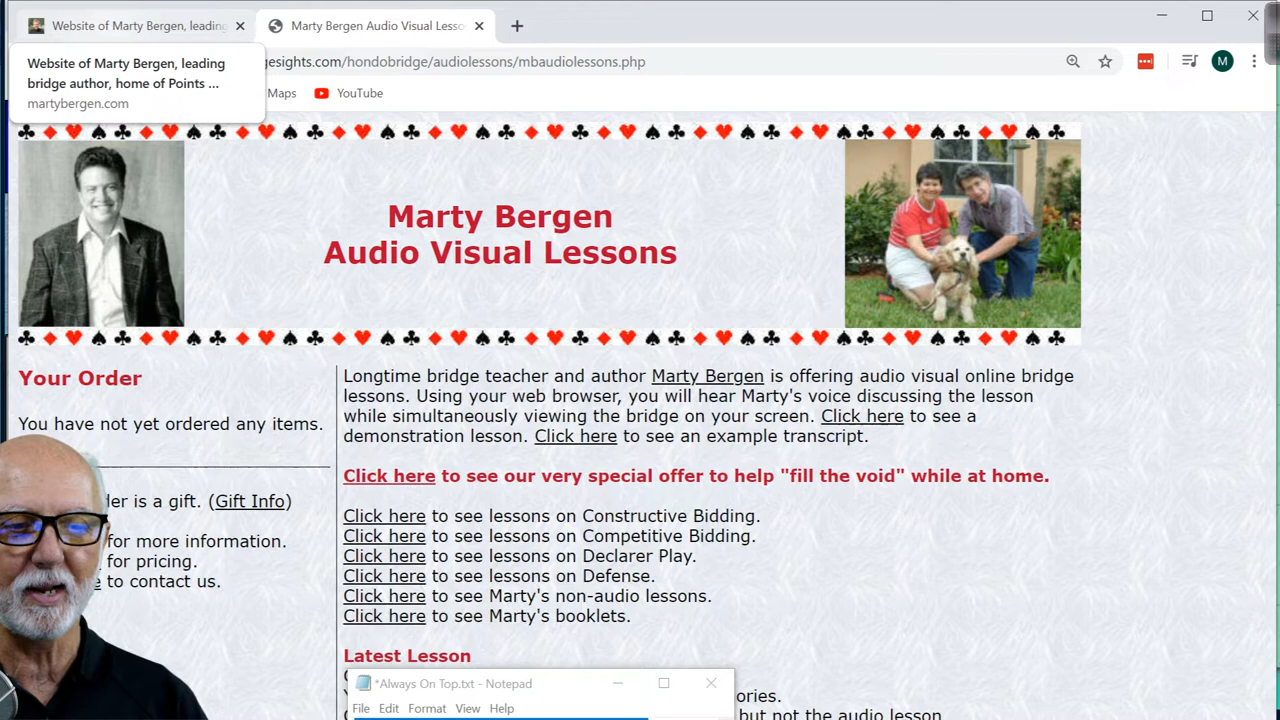 Website of Marty Bergen, leading
Marty Bergen Audio Visual Lesso
Website of Marty Bergen, leading
bridge author, home of Points ...
martybergen.com
gesights.com/hondobridge/audiolessons/mbaudiolessons.php
M
Maps
YouTube
Marty Bergen
Audio Visual Lessons
Your Order
You have not yet ordered any items.
der is a gift. (Gift Info)
for more information.
for pricing.
to contact us.
Longtime bridge teacher and author Marty Bergen is offering audio visual online bridge
lessons. Using your web browser, you will hear Marty's voice discussing the lesson
while simultaneously viewing the bridge on your screen. Click here to see a
demonstration lesson. Click here to see an example transcript.
Click here to see our very special offer to help "fill the void" while at home.
Click here to see lessons on Constructive Bidding.
Click here to see lessons on Competitive Bidding.
Click here to see lessons on Declarer Play.
Click here to see lessons on Defense.
Click here to see Marty's non-audio lessons.
Click here to see Marty's booklets.
Latest Lesson
ories.
but not the audio lesson
*Always On Top.txt - Notepad
File Edit Format View Help